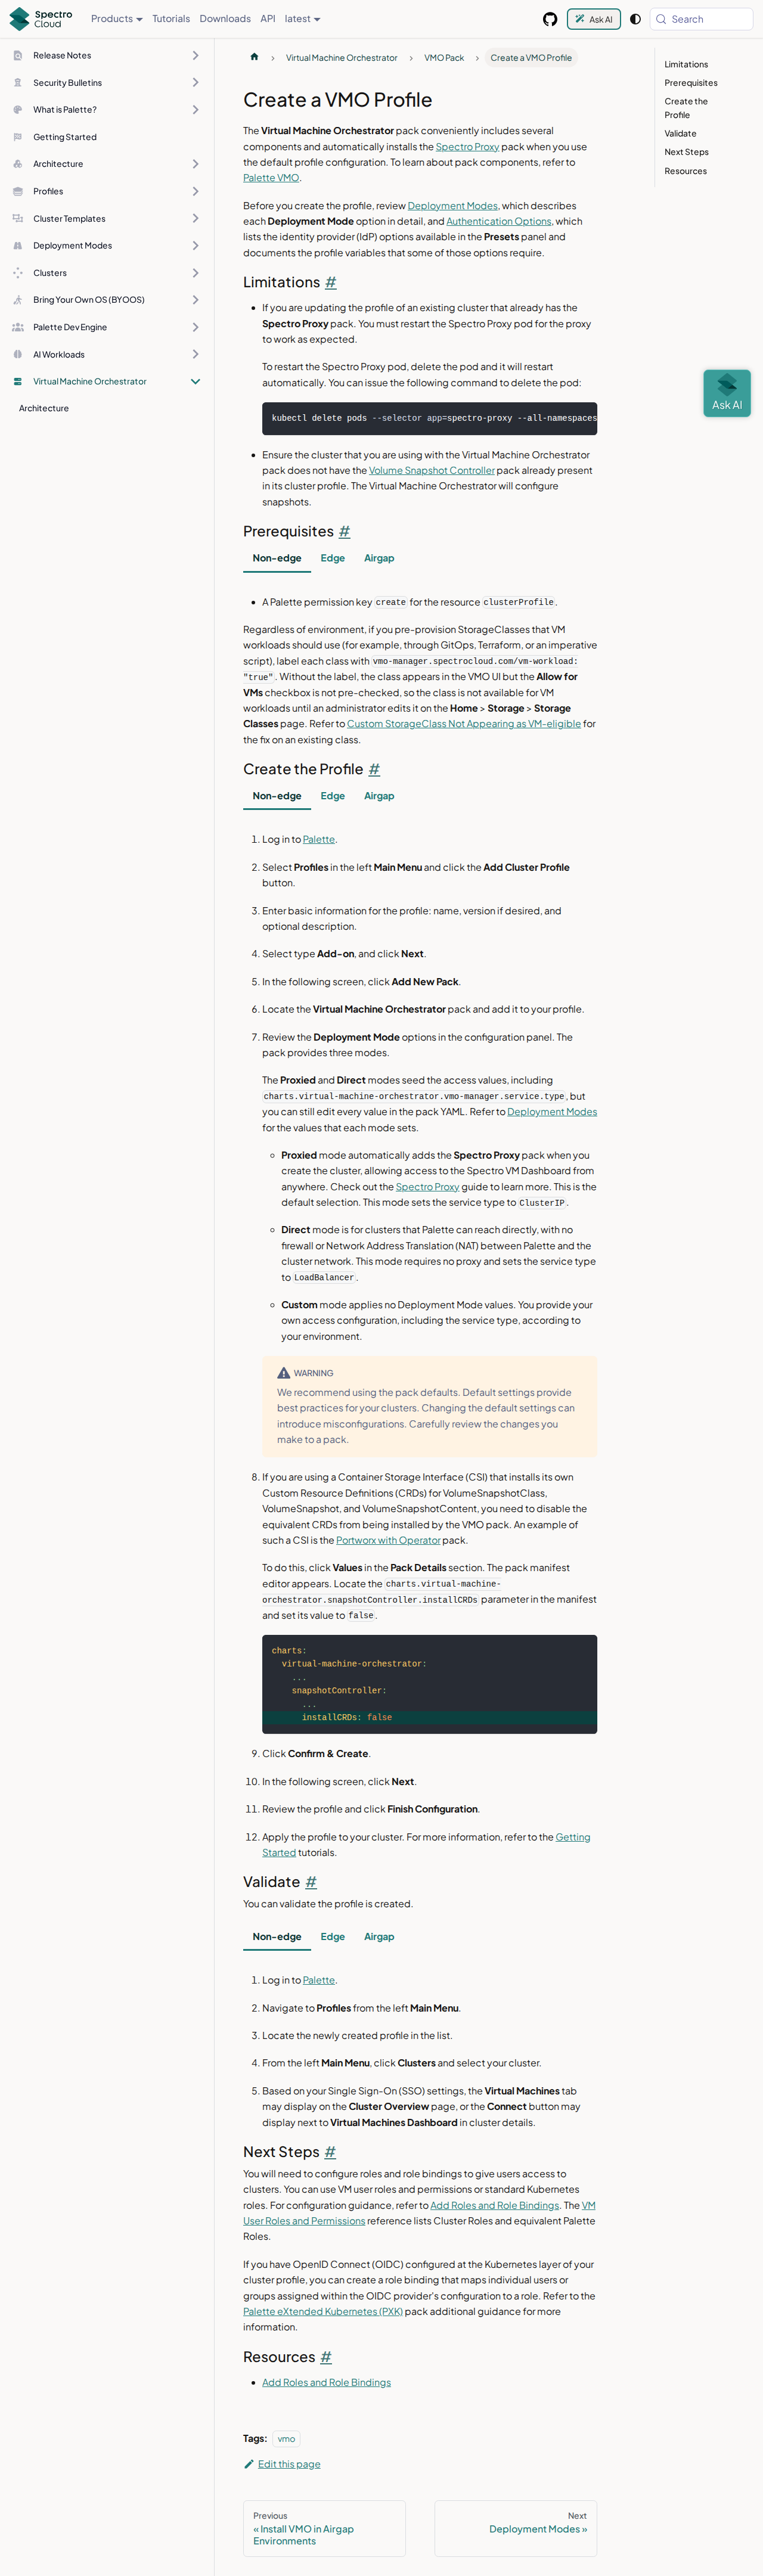 Spectro Cloud
Products
Tutorials
Downloads
API
latest
Ask AI
Search
Release Notes
Security Bulletins
What is Palette?
Getting Started
Architecture
Profiles
Cluster Templates
Deployment Modes
Clusters
Bring Your Own OS (BYOOS)
Palette Dev Engine
AI Workloads
Virtual Machine Orchestrator
Architecture
Virtual Machine Orchestrator
VMO Pack
Create a VMO Profile
Limitations
Prerequisites
Create the
Profile
Validate
Next Steps
Resources
Ask AI
Create a VMO Profile
The Virtual Machine Orchestrator pack conveniently includes several
components and automatically installs the Spectro Proxy pack when you use
the default profile configuration. To learn about pack components, refer to
Palette VMO.
Before you create the profile, review Deployment Modes, which describes
each Deployment Mode option in detail, and Authentication Options, which
lists the identity provider (IdP) options available in the Presets panel and
documents the profile variables that some of those options require.
Limitations #
• If you are updating the profile of an existing cluster that already has the
Spectro Proxy pack. You must restart the Spectro Proxy pod for the proxy
to work as expected.
To restart the Spectro Proxy pod, delete the pod and it will restart
automatically. You can issue the following command to delete the pod:
kubectl delete pods --selector app=spectro-proxy --all-namespaces
• Ensure the cluster that you are using with the Virtual Machine Orchestrator
pack does not have the Volume Snapshot Controller pack already present
in its cluster profile. The Virtual Machine Orchestrator will configure
snapshots.
Prerequisites #
Non-edge Edge Airgap
• A Palette permission key create for the resource clusterProfile.
Regardless of environment, if you pre-provision StorageClasses that VM
workloads should use (for example, through GitOps, Terraform, or an imperative
script), label each class with vmo-manager.spectrocloud.com/vm-workload:
"true". Without the label, the class appears in the VMO UI but the Allow for
VMs checkbox is not pre-checked, so the class is not available for VM
workloads until an administrator edits it on the Home > Storage > Storage
Classes page. Refer to Custom StorageClass Not Appearing as VM-eligible for
the fix on an existing class.
Create the Profile #
Non-edge Edge Airgap
1. Log in to Palette.
2. Select Profiles in the left Main Menu and click the Add Cluster Profile
button.
3. Enter basic information for the profile: name, version if desired, and
optional description.
4. Select type Add-on, and click Next.
5. In the following screen, click Add New Pack.
6. Locate the Virtual Machine Orchestrator pack and add it to your profile.
7. Review the Deployment Mode options in the configuration panel. The
pack provides three modes.
The Proxied and Direct modes seed the access values, including
charts.virtual-machine-orchestrator.vmo-manager.service.type, but
you can still edit every value in the pack YAML. Refer to Deployment Modes
for the values that each mode sets.
Proxied mode automatically adds the Spectro Proxy pack when you
create the cluster, allowing access to the Spectro VM Dashboard from
anywhere. Check out the Spectro Proxy guide to learn more. This is the
default selection. This mode sets the service type to ClusterIP.
Direct mode is for clusters that Palette can reach directly, with no
firewall or Network Address Translation (NAT) between Palette and the
cluster network. This mode requires no proxy and sets the service type
to LoadBalancer.
Custom mode applies no Deployment Mode values. You provide your
own access configuration, including the service type, according to
your environment.
WARNING
We recommend using the pack defaults. Default settings provide
best practices for your clusters. Changing the default settings can
introduce misconfigurations. Carefully review the changes you
make to a pack.
8. If you are using a Container Storage Interface (CSI) that installs its own
Custom Resource Definitions (CRDs) for VolumeSnapshotClass,
VolumeSnapshot, and VolumeSnapshotContent, you need to disable the
equivalent CRDs from being installed by the VMO pack. An example of
such a CSI is the Portworx with Operator pack.
To do this, click Values in the Pack Details section. The pack manifest
editor appears. Locate the charts.virtual-machine-
orchestrator.snapshotController.installCRDs parameter in the manifest
and set its value to false.
charts:
virtual-machine-orchestrator:
...
snapshotController:
...
installCRDs: false
9. Click Confirm & Create.
10. In the following screen, click Next.
11. Review the profile and click Finish Configuration.
12. Apply the profile to your cluster. For more information, refer to the Getting
Started tutorials.
Validate #
You can validate the profile is created.
Non-edge Edge Airgap
1. Log in to Palette.
2. Navigate to Profiles from the left Main Menu.
3. Locate the newly created profile in the list.
4. From the left Main Menu, click Clusters and select your cluster.
5. Based on your Single Sign-On (SSO) settings, the Virtual Machines tab
may display on the Cluster Overview page, or the Connect button may
display next to Virtual Machines Dashboard in cluster details.
Next Steps #
You will need to configure roles and role bindings to give users access to
clusters. You can use VM user roles and permissions or standard Kubernetes
roles. For configuration guidance, refer to Add Roles and Role Bindings. The VM
User Roles and Permissions reference lists Cluster Roles and equivalent Palette
Roles.
If you have OpenID Connect (OIDC) configured at the Kubernetes layer of your
cluster profile, you can create a role binding that maps individual users or
groups assigned within the OIDC provider's configuration to a role. Refer to the
Palette eXtended Kubernetes (PXK) pack additional guidance for more
information.
Resources #
• Add Roles and Role Bindings
Tags: vmo
Edit this page
Previous
« Install VMO in Airgap
Environments
Next
Deployment Modes »